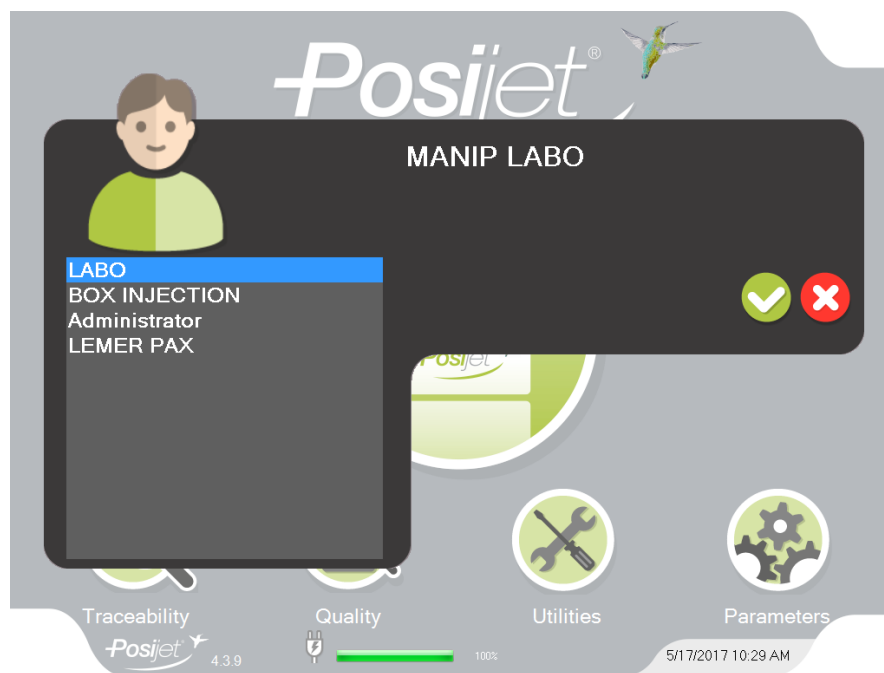 Posijet®
MANIP LABO
LABO
BOX INJECTION
Administrator
LEMER PAX
Posijet
Traceability
Quality
Utilities
Parameters
Posijet
4.3.9
100%
5/17/2017 10:29 AM